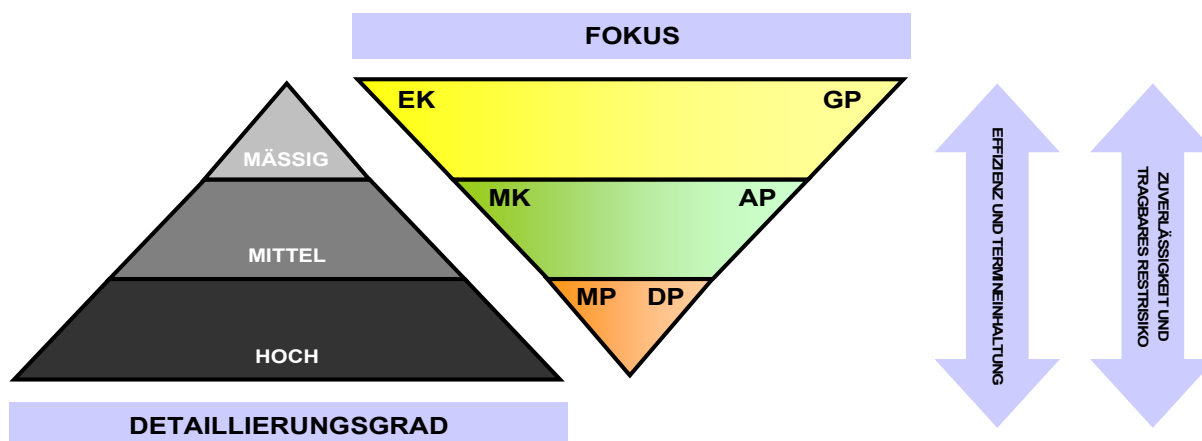 FOKUS
EK
GP
MÄSSIG
MK
AP
MITTEL
MP
DP
HOCH
DETAILLIERUNGSGRAD
EFFIZIENZ UND TERMINEINHALTUNG
ZUVERLÄSSIGKEIT UND
TRAGBARES RESTRISIKO